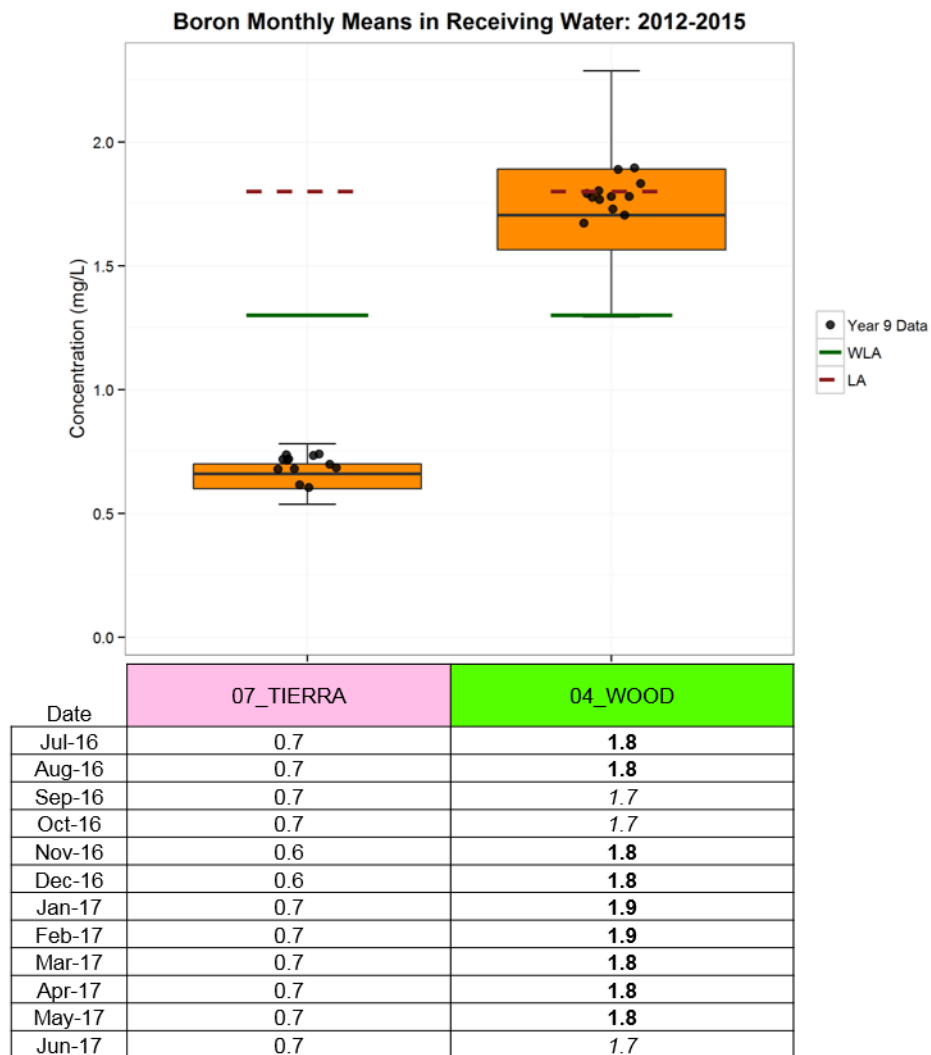 Boron Monthly Means in Receiving Water: 2012-2015
Concentration (mg/L)
2.0
1.5
1.0
0.5
0.0
Year 9 Data
WLA
LA
Date 07_TIERRA 04_WOOD
Jul-16 0.7 1.8
Aug-16 0.7 1.8
Sep-16 0.7 1.7
Oct-16 0.7 1.7
Nov-16 0.6 1.8
Dec-16 0.6 1.8
Jan-17 0.7 1.9
Feb-17 0.7 1.9
Mar-17 0.7 1.8
Apr-17 0.7 1.8
May-17 0.7 1.8
Jun-17 0.7 1.7